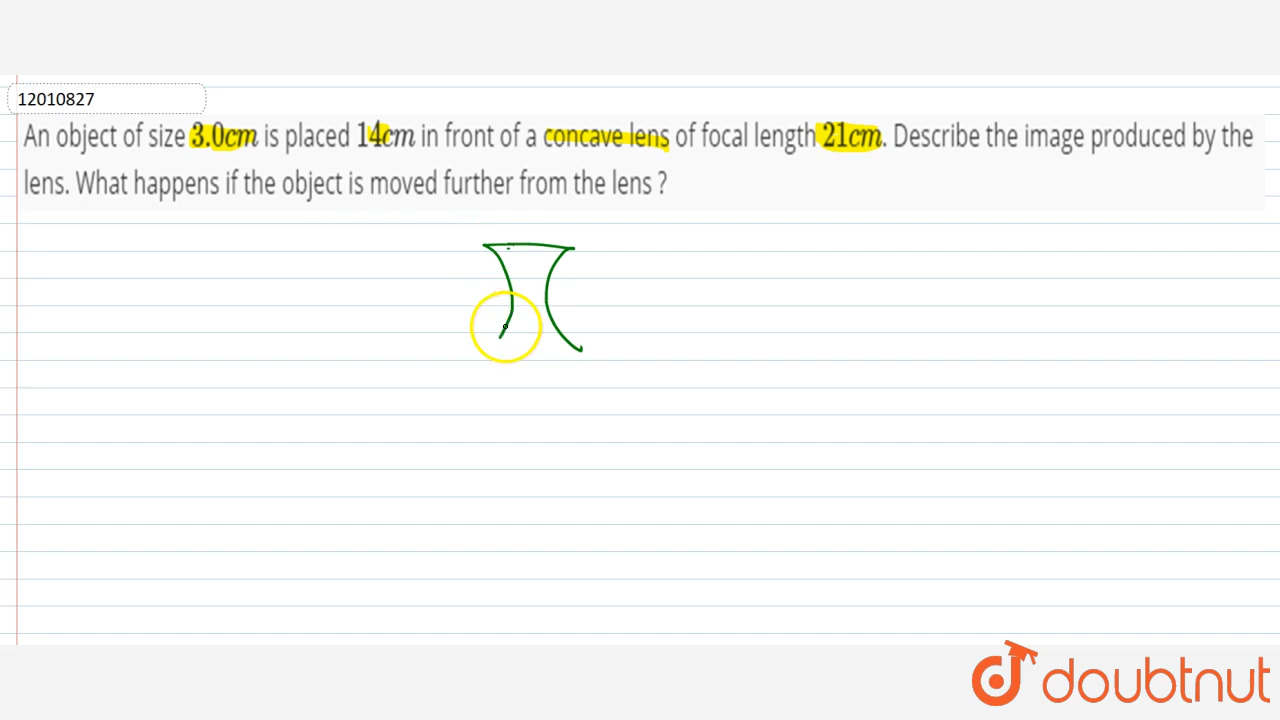 12010827
An object of size 3.0cm is placed 14cm in front of a concave lens of focal length 21cm. Describe the image produced by the
lens. What happens if the object is moved further from the lens ?
doubtnut